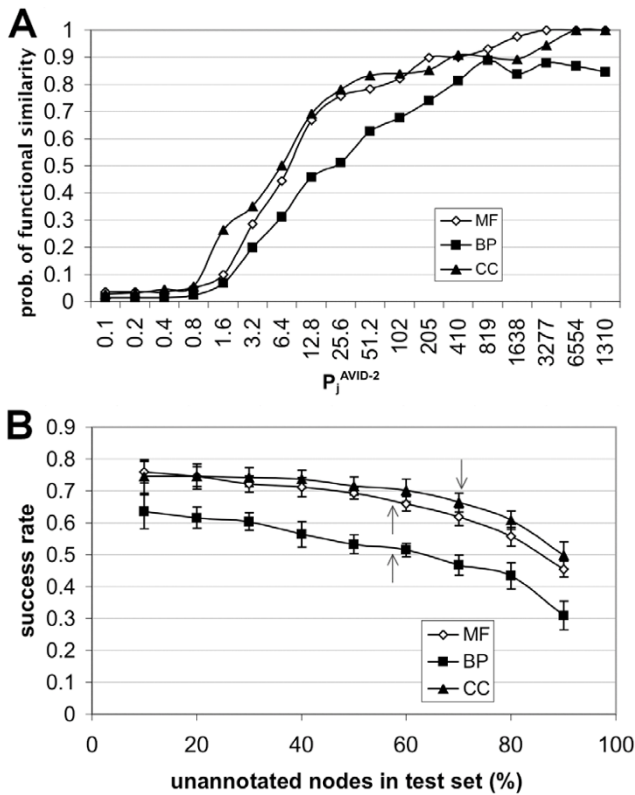 A
prob. of functional similarity
1
0.9
0.8
0.7
0.6
0.5
0.4
0.3
0.2
0.1
0
MF
BP
CC
0.1 0.2 0.4 0.8 1.6 3.2 6.4 12.8 25.6 51.2 102 205 410 819 1638 3277 6554 1310
PjAVID-2
B
success rate
0.9
0.8
0.7
0.6
0.5
0.4
0.3
0.2
0.1
0
MF
BP
CC
0 20 40 60 80 100
unannotated nodes in test set (%)